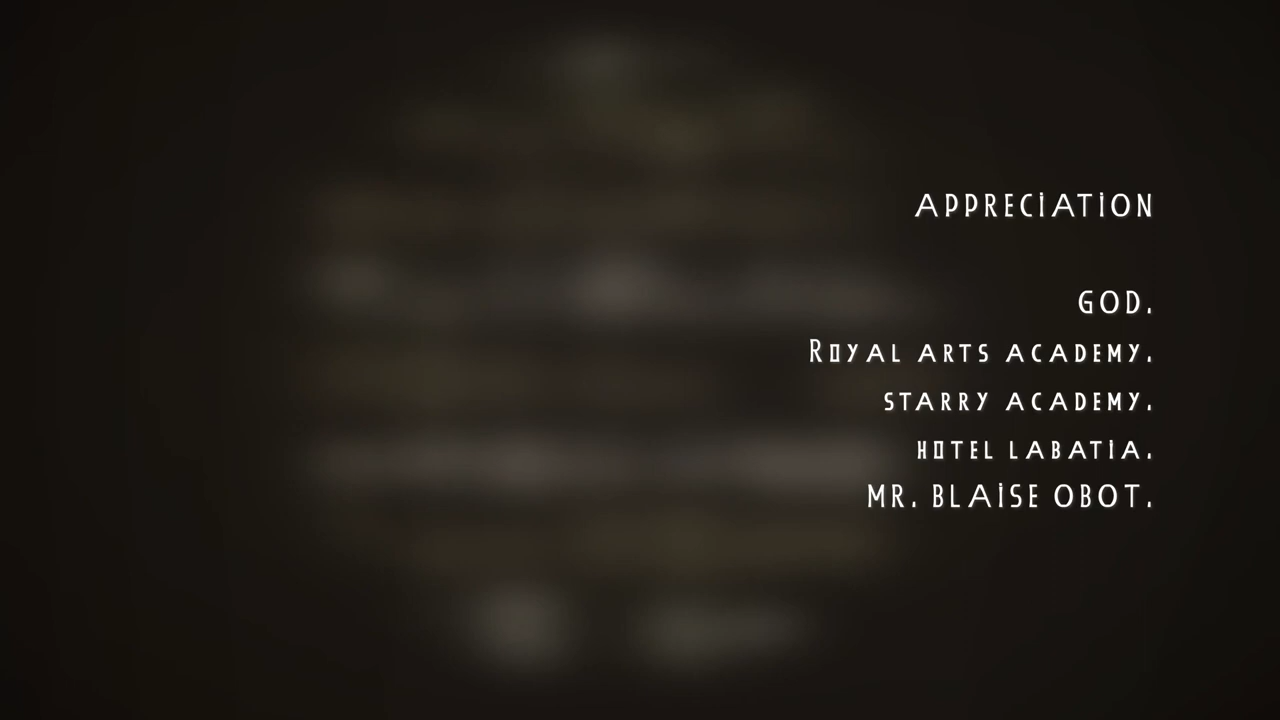 APPRECiATiON
GOD.
ROYAL ARTS ACADEMY.
STARRY ACADEMY.
HOTEL LABATiA.
MR. BLAiSE OBOT.